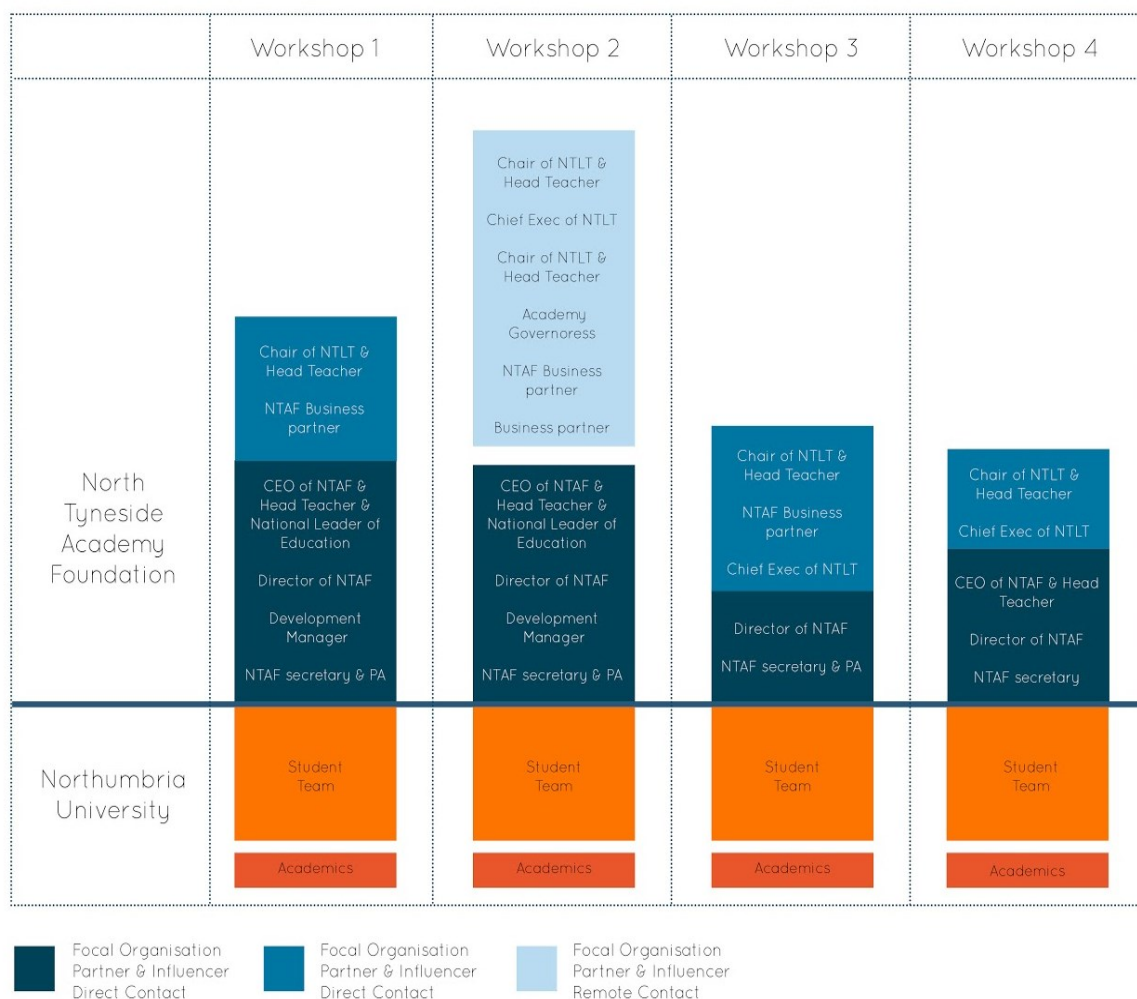 Workshop 1
Workshop 2
Workshop 3
Workshop 4
North
Tyneside
Academy
Foundation
Chair of NTLT &
Head Teacher
NTAF Business
partner
CEO of NTAF &
Head Teacher &
National Leader of
Education
Director of NTAF
Development
Manager
NTAF secretary & PA
Chair of NTLT &
Head Teacher
Chief Exec of NTLT
Chair of NTLT &
Head Teacher
Academy
Governoress
NTAF Business
partner
Business partner
CEO of NTAF &
Head Teacher &
National Leader of
Education
Director of NTAF
Development
Manager
NTAF secretary & PA
Chair of NTLT &
Head Teacher
NTAF Business
partner
Chief Exec of NTLT
Director of NTAF
NTAF secretary & PA
Chair of NTLT &
Head Teacher
Chief Exec of NTLT
CEO of NTAF & Head
Teacher
Director of NTAF
NTAF secretary
Northumbria
University
Student
Team
Academics
Student
Team
Academics
Student
Team
Academics
Student
Team
Academics
Focal Organisation
Partner & Influencer
Direct Contact
Focal Organisation
Partner & Influencer
Direct Contact
Focal Organisation
Partner & Influencer
Remote Contact